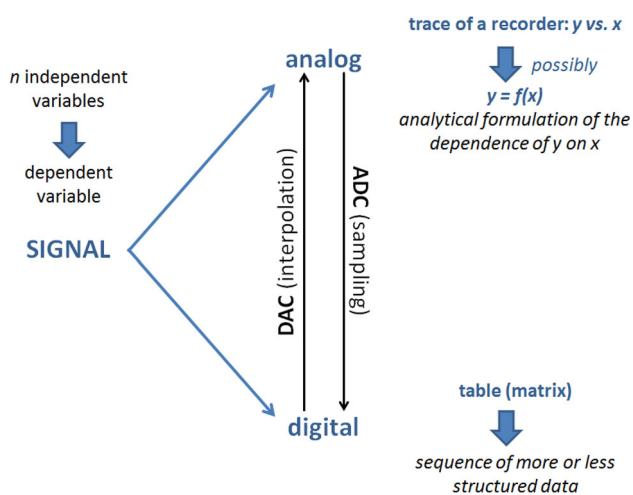 n independent
variables
dependent
variable
SIGNAL
analog
DAC (interpolation)
ADC (sampling)
digital
trace of a recorder: y vs. x
possibly
y = f(x)
analytical formulation of the
dependence of y on x
table (matrix)
sequence of more or less
structured data